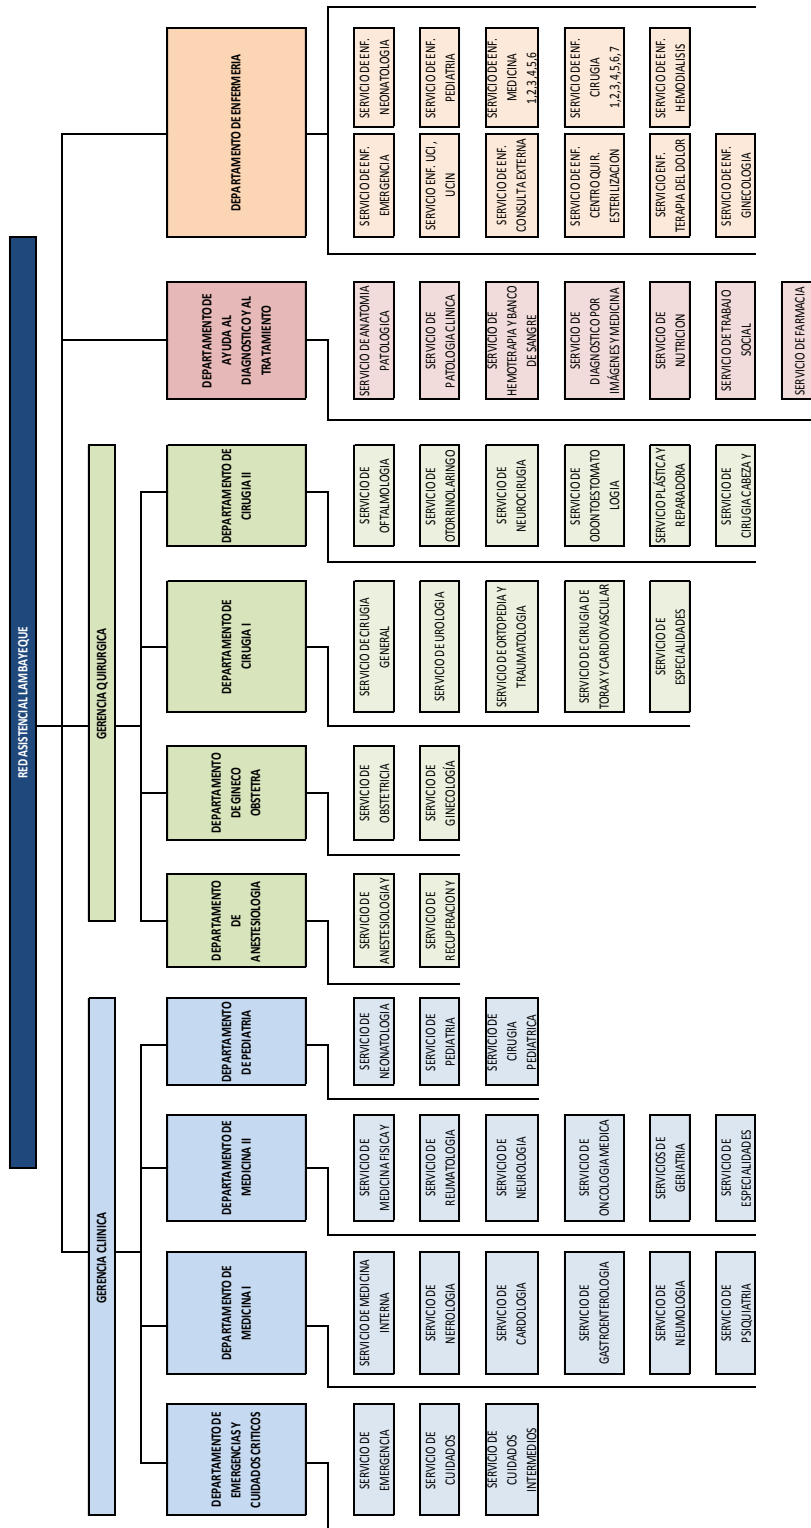 RED ASISTENCIAL LAMBAYEQUE
GERENCIA CLIINICA
GERENCIA QUIRURGICA
DEPARTAMENTO DE
EMERGENCIAS Y
CUIDADOS CRITICOS
DEPARTAMENTO DE
MEDICINA I
DEPARTAMENTO DE
MEDICINA II
DEPARTAMENTO
DE PEDIATRIA
DEPARTAMENTO
DE
ANESTESIOLOGIA
DEPARTAMENTO
DE GINECO
OBSTETRA
DEPARTAMENTO DE
CIRUGIA I
DEPARTAMENTO DE
CIRUGIA II
DEPARTAMENTO DE
AYUDA AL
DIAGNOSTICO Y AL
TRATAMIENTO
DEPARTAMENTO DE ENFERMERIA
SERVICIO DE
EMERGENCIA
SERVICIO DE
CUIDADOS
SERVICIO DE
CUIDADOS
INTERMEDIOS
SERVICIO DE MEDICINA
INTERNA
SERVICIO DE
NEFROLOGIA
SERVICIO DE
CARDOLOGIA
SERVICIO DE
GASTROENTEROLOGIA
SERVICIO DE
NEUMOLOGIA
SERVICIO DE
PSIQUIATRIA
SERVICIO DE
MEDICINA FISICA Y
SERVICIO DE
REUMATOLOGIA
SERVICIO DE
NEUROLOGIA
SERVICIO DE
ONCOLOGIA MEDICA
SERVICIOS DE
GERIATRIA
SERVICIO DE
ESPECIALIDADES
SERVICIO DE
NEONATOLOGIA
SERVICIO DE
PEDIATRIA
SERVICIO DE
CIRUGIA
PEDIATRICA
SERVICIO DE
ANESTESIOLOGIA Y
SERVICIO DE
RECUPERACION Y
SERVICIO DE
OBSTETRICIA
SERVICIO DE
GINECOLOGÍA
SERVICIO DE CIRUGIA
GENERAL
SERVICIO DE UROLOGIA
SERVICIO DE ORTOPEDIA Y
TRAUMATOLOGIA
SERVICIO DE CIRUGIA DE
TORAX Y CARDIOVASCULAR
SERVICIO DE
ESPECIALIDADES
SERVICIO DE
OFTALMOLOGIA
SERVICIO DE
OTORRINOLARINGO
SERVICIO DE
NEUROCIRUGIA
SERVICIO DE
ODONTOESTOMATO
LOGIA
SERVICIO PLÁSTICA Y
REPARADORA
SERVICIO DE
CIRUGIA CABEZA Y
SERVICIO DE ANATOMIA
PATOLOGICA
SERVICIO DE
PATOLOGIA CLINICA
SERVICIO DE
HEMOTERAPIA Y BANCO
DE SANGRE
SERVICIO DE
DIAGNOSTICO POR
IMÁGENES Y MEDICINA
SERVICIO DE
NUTRICION
SERVICIO DE TRABAJO
SOCIAL
SERVICIO DE FARMACIA
SERVICIO DE ENF.
EMERGENCIA
SERVICIO DE ENF.
NEONATOLOGIA
SERVICIO ENF. UCI,
UCIN
SERVICIO DE ENF.
PEDIATRIA
SERVICIO DE ENF.
CONSULTA EXTERNA
SERVICIO DE ENF.
MEDICINA
1,2,3,4,5,6
SERVICIO DE ENF.
CENTRO QUIR.
ESTERILIZACION
SERVICIO DE ENF.
CIRUGIA
1,2,3,4,5,6,7
SERVICIO ENF.
TERAPIA DEL DOLOR
SERVICIO DE ENF.
HEMODIALISIS
SERVICIO DE ENF.
GINECOLOGIA